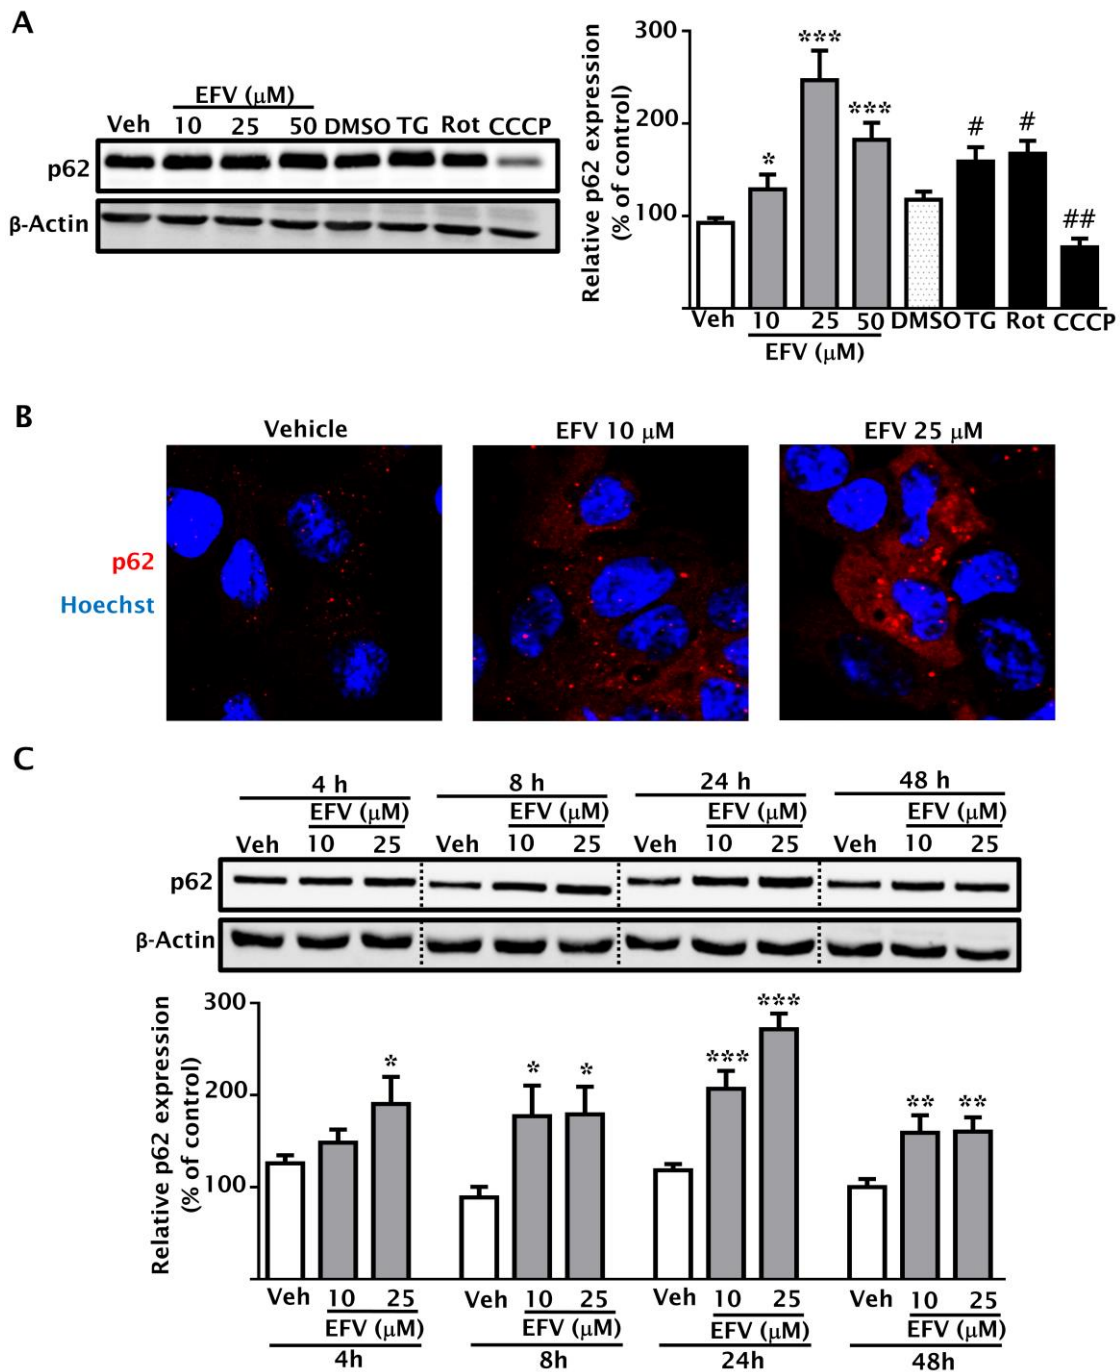 A
EFV (μM)
Veh 10 25 50 DMSO TG Rot CCCP
p62
β-Actin
Relative p62 expression
(% of control)
300
200
100
* *** *** # # ##
Veh 10 25 50 DMSO TG Rot CCCP
EFV (μM)
B
Vehicle EFV 10 μM EFV 25 μM
p62
Hoechst
C
4 h 8 h 24 h 48 h
EFV (μM) EFV (μM) EFV (μM) EFV (μM)
Veh 10 25 Veh 10 25 Veh 10 25 Veh 10 25
p62
β-Actin
Relative p62 expression
(% of control)
300
200
100
* * * *** *** ** **
Veh 10 25 Veh 10 25 Veh 10 25 Veh 10 25
EFV (μM) EFV (μM) EFV (μM) EFV (μM)
4h 8h 24h 48h